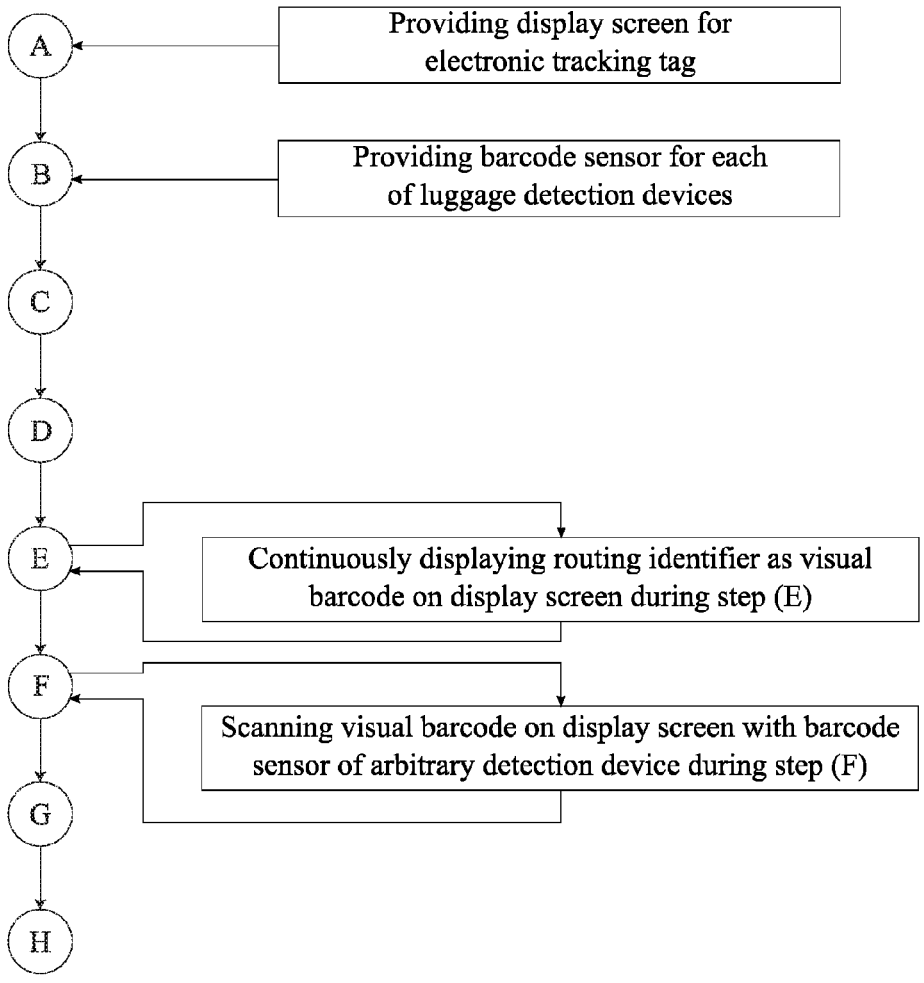 A
Providing display screen for
electronic tracking tag
B
Providing barcode sensor for each
of luggage detection devices
C
D
E
Continuously displaying routing identifier as visual
barcode on display screen during step (E)
F
Scanning visual barcode on display screen with barcode
sensor of arbitrary detection device during step (F)
G
H